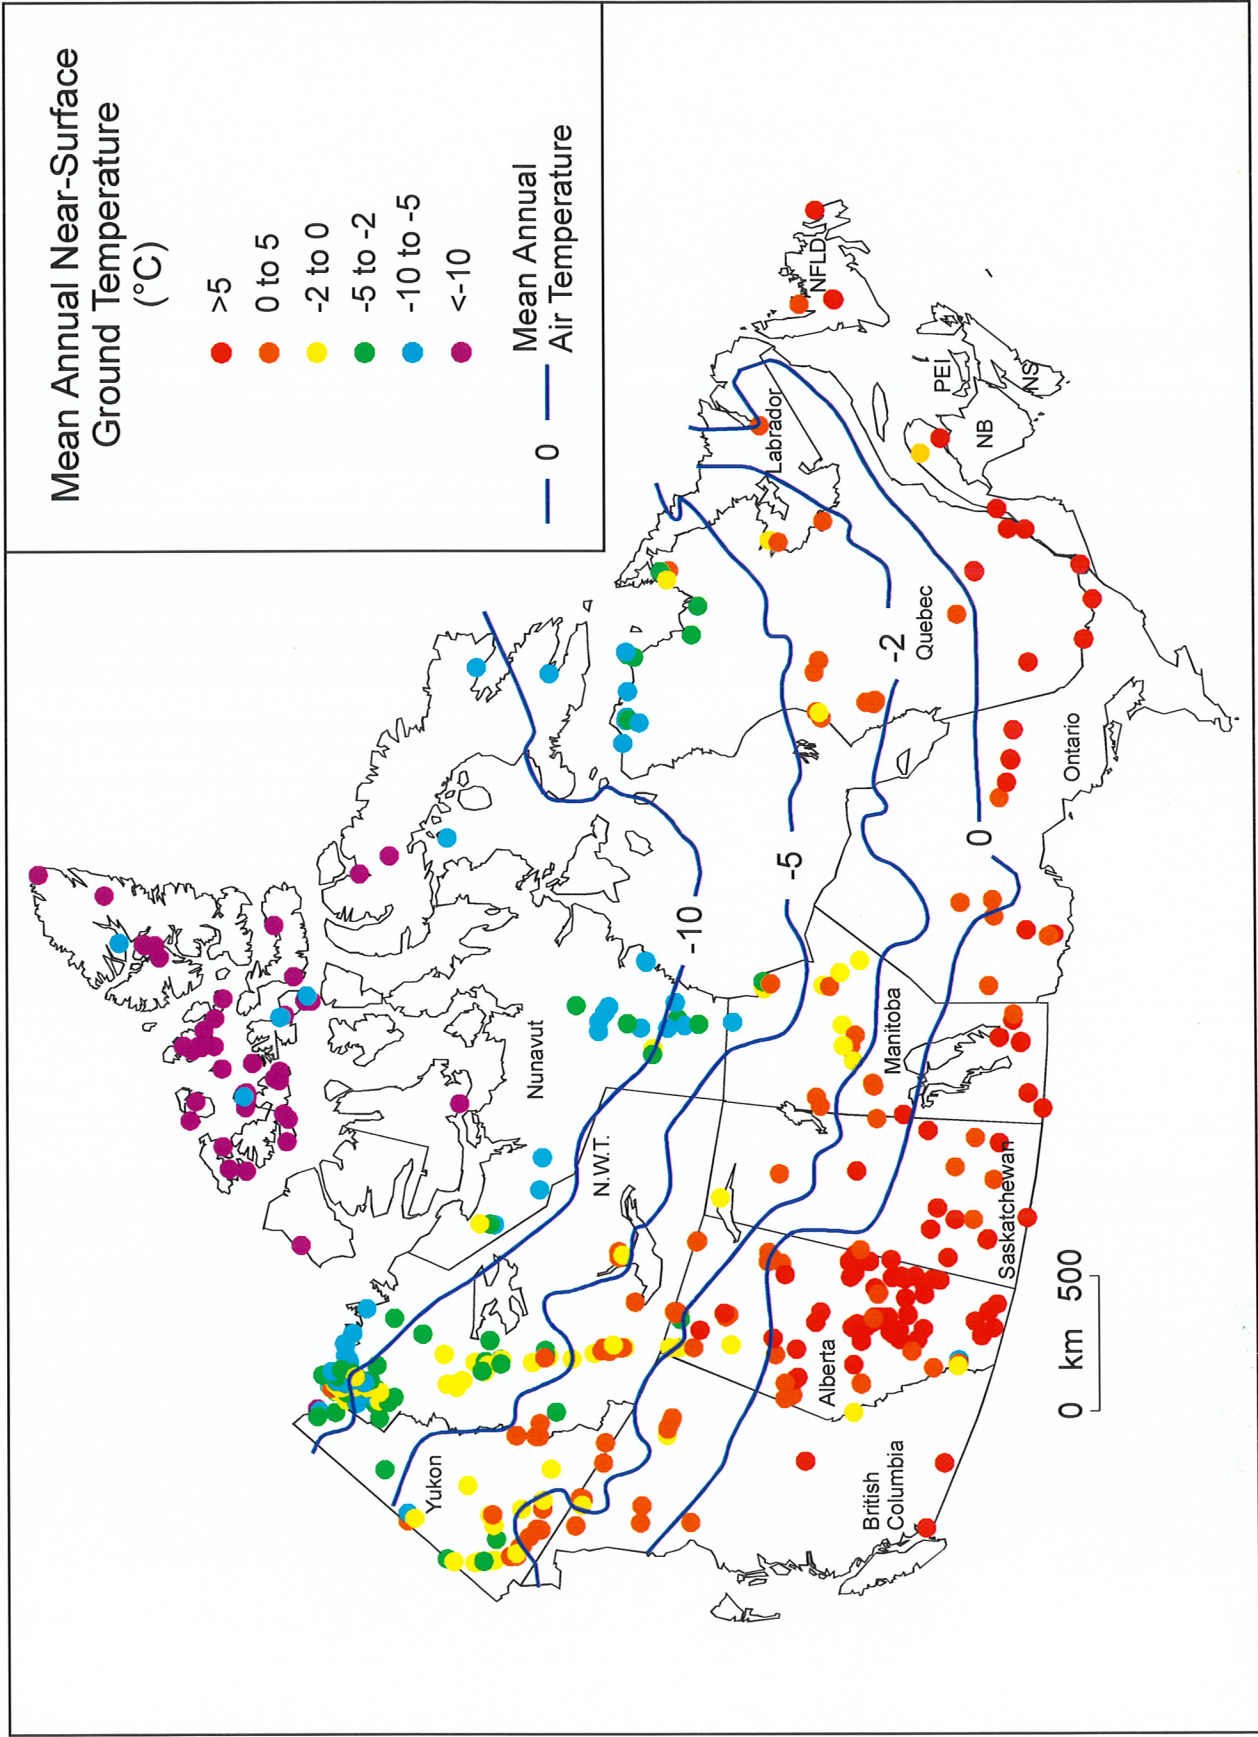 Mean Annual Near-Surface
Ground Temperature
(°C)
>5
0 to 5
-2 to 0
-5 to -2
-10 to -5
<-10
0
Mean Annual
Air Temperature
Yukon
N.W.T.
Nunavut
British
Columbia
Alberta
Saskatchewan
Manitoba
Ontario
Quebec
Labrador
NFLD
PEI
NB
NS
-10
-5
-2
0
0 km 500